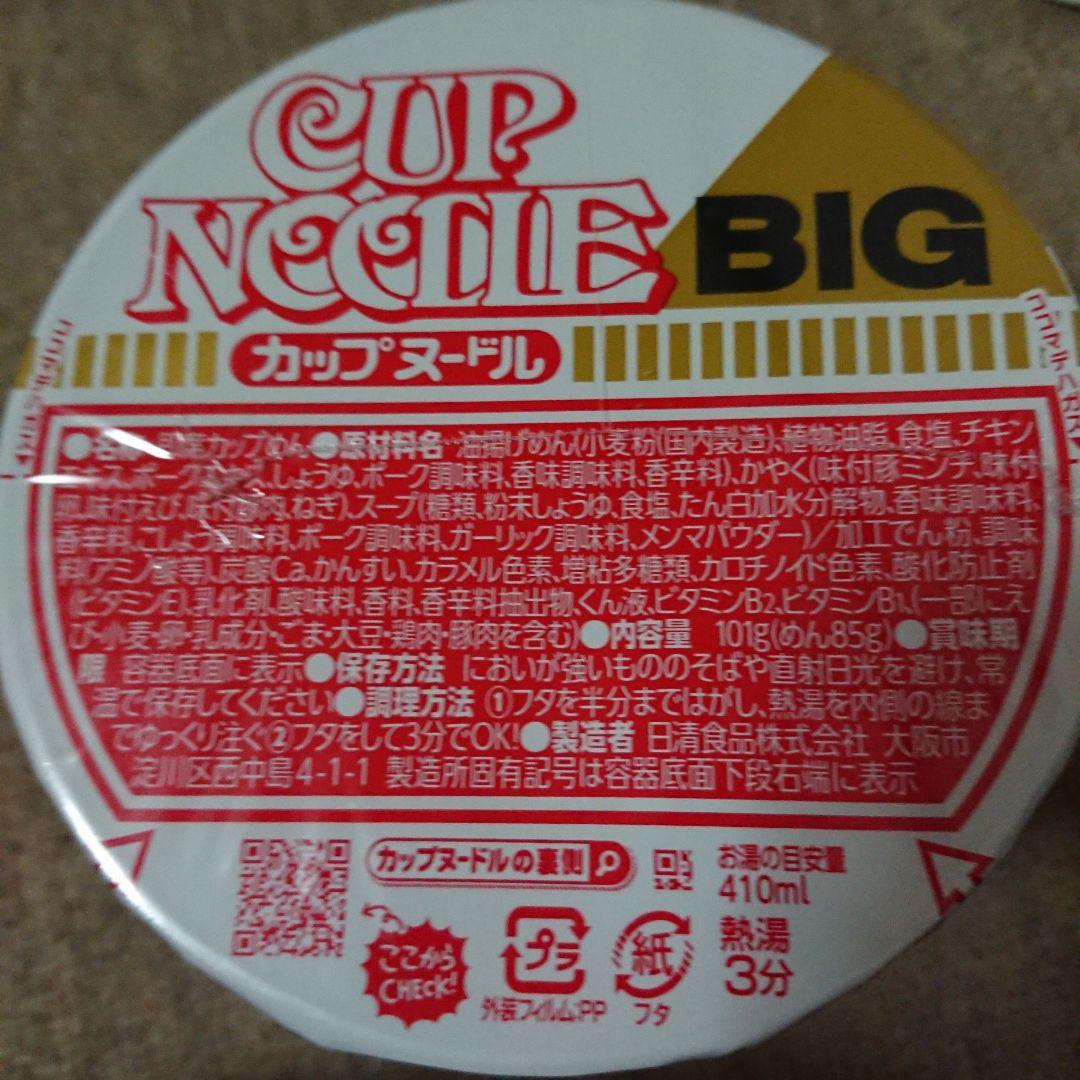 CUP
NOODLE BIG
カップヌードル
●名称 即席カップめん●原材料名 油揚げめん(小麦粉(国内製造)、植物油脂、食塩、チキン
エキス、ポークエキス、しょうゆ、ポーク調味料、香味調味料、香辛料)、かやく(味付豚ミンチ、味付
卵、味付えび、味付豚肉、ねぎ)、スープ(糖類、粉末しょうゆ、食塩、たん白加水分解物、香味調味料、
香辛料、こしょう調味料、ポーク調味料、ガーリック調味料、メンマパウダー)/加工でん粉、調味
料(アミノ酸等)、炭酸Ca、かんすい、カラメル色素、増粘多糖類、カロチノイド色素、酸化防止剤
(ビタミンE)、乳化剤、酸味料、香料、香辛料抽出物、くん液、ビタミンB2、ビタミンB1、(一部にえ
び・小麦・卵・乳成分・ごま・大豆・鶏肉・豚肉を含む)●内容量 101g(めん85g)●賞味期
限 容器底面に表示●保存方法 においが強いもののそばや直射日光を避け、常
温で保存してください●調理方法 ①フタを半分まではがし、熱湯を内側の線ま
でゆっくり注ぐ②フタをして3分でOK!●製造者 日清食品株式会社 大阪市
淀川区西中島4-1-1 製造所固有記号は容器底面下段右端に表示
カップヌードルの裏側
お湯の目安量
410ml
ここから
CHECK!
プラ
紙
熱湯
3分
外装フィルム:PP
フタ